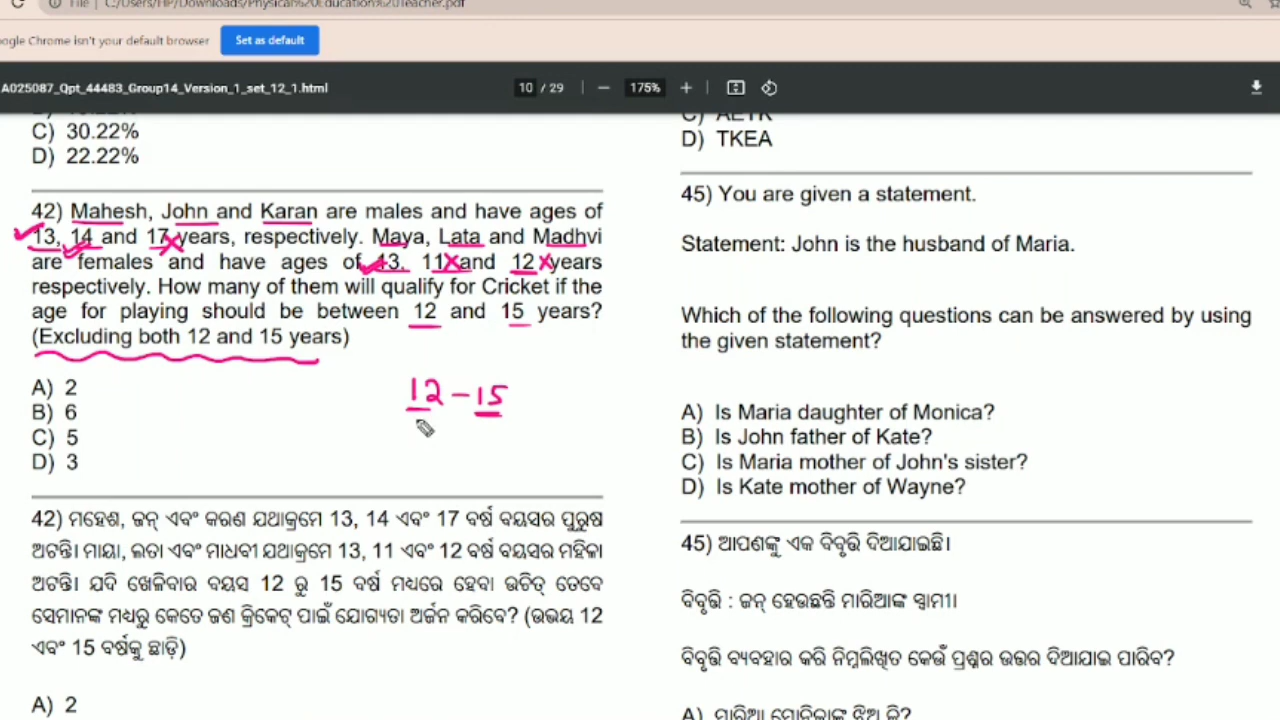 File | C:/Users/HP/Downloads/Physical%20Education%20Teacher.pdf
ogle Chrome isn't your default browser
Set as default
A025087_Qpt_44483_Group14_Version_1_set_12_1.html
10 / 29
175%
C) 30.22%
D) 22.22%
42) Mahesh, John and Karan are males and have ages of
13, 14 and 17 years, respectively. Maya, Lata and Madhvi
are females and have ages of 13, 11 and 12 years
respectively. How many of them will qualify for Cricket if the
age for playing should be between 12 and 15 years?
(Excluding both 12 and 15 years)
A) 2
B) 6
C) 5
D) 3
12 – 15
42) ମହେଶ, ଜନ୍ ଏବଂ କରଣ ଯଥାକ୍ରମେ 13, 14 ଏବଂ 17 ବର୍ଷ ବୟସର ପୁରୁଷ
ଅଟନ୍ତି। ମାୟା, ଲତା ଏବଂ ମାଧବୀ ଯଥାକ୍ରମେ 13, 11 ଏବଂ 12 ବର୍ଷ ବୟସର ମହିଳା
ଅଟନ୍ତି। ଯଦି ଖେଳିବାର ବୟସ 12 ରୁ 15 ବର୍ଷ ମଧ୍ୟରେ ହେବା ଉଚିତ୍ ତେବେ
ସେମାନଙ୍କ ମଧ୍ୟରୁ କେତେ ଜଣ କ୍ରିକେଟ୍ ପାଇଁ ଯୋଗ୍ୟତା ଅର୍ଜନ କରିବେ? (ଉଭୟ 12
ଏବଂ 15 ବର୍ଷକୁ ଛାଡ଼ି)
A) 2
C) AETK
D) TKEA
45) You are given a statement.
Statement: John is the husband of Maria.
Which of the following questions can be answered by using
the given statement?
A) Is Maria daughter of Monica?
B) Is John father of Kate?
C) Is Maria mother of John's sister?
D) Is Kate mother of Wayne?
45) ଆପଣଙ୍କୁ ଏକ ବିବୃତ୍ତି ଦିଆଯାଇଛି।
ବିବୃତ୍ତି : ଜନ୍ ହେଉଛନ୍ତି ମାରିଆଙ୍କ ସ୍ୱାମୀ।
ବିବୃତ୍ତି ବ୍ୟବହାର କରି ନିମ୍ନଲିଖିତ କେଉଁ ପ୍ରଶ୍ନର ଉତ୍ତର ଦିଆଯାଇ ପାରିବ?
A) ମାରିଆ ମୋନିକାଙ୍କ ଝିଅ କି?